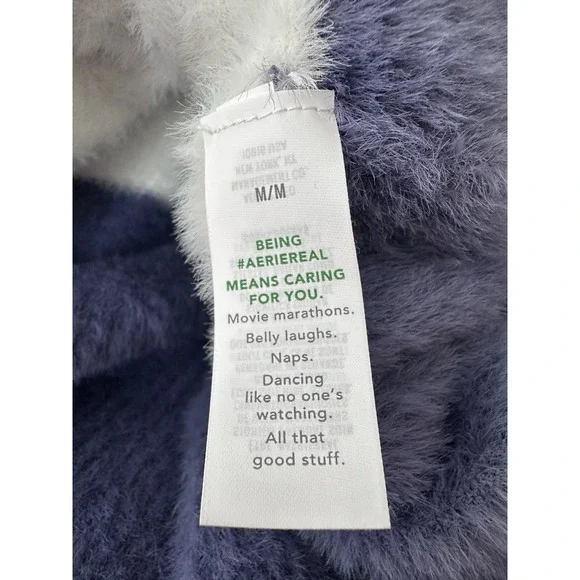 M/M
BEING
#AERIEREAL
MEANS CARING
FOR YOU.
Movie marathons.
Belly laughs.
Naps.
Dancing
like no one's
watching.
All that
good stuff.